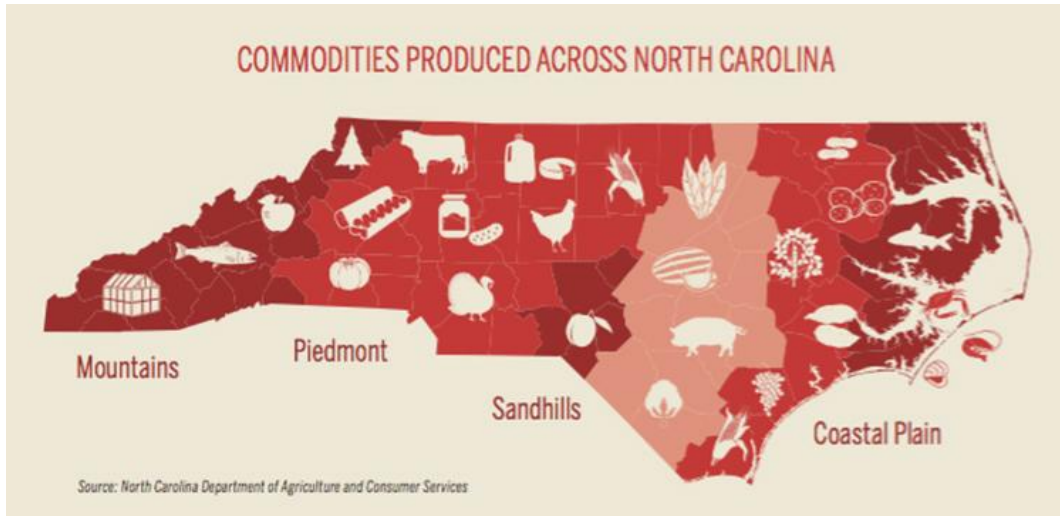 COMMODITIES PRODUCED ACROSS NORTH CAROLINA
Mountains
Piedmont
Sandhills
Coastal Plain
Source: North Carolina Department of Agriculture and Consumer Services